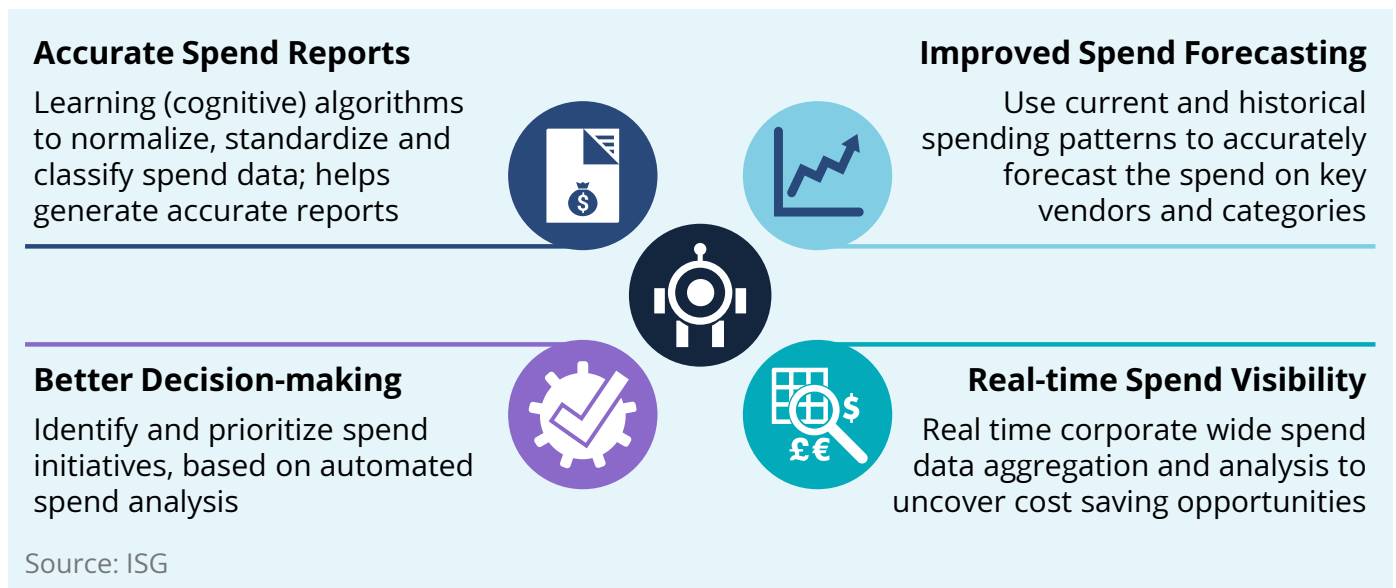 Accurate Spend Reports
Learning (cognitive) algorithms
to normalize, standardize and
classify spend data; helps
generate accurate reports
$
Improved Spend Forecasting
Use current and historical
spending patterns to accurately
forecast the spend on key
vendors and categories
Better Decision-making
Identify and prioritize spend
initiatives, based on automated
spend analysis
$
£€
Real-time Spend Visibility
Real time corporate wide spend
data aggregation and analysis to
uncover cost saving opportunities
Source: ISG